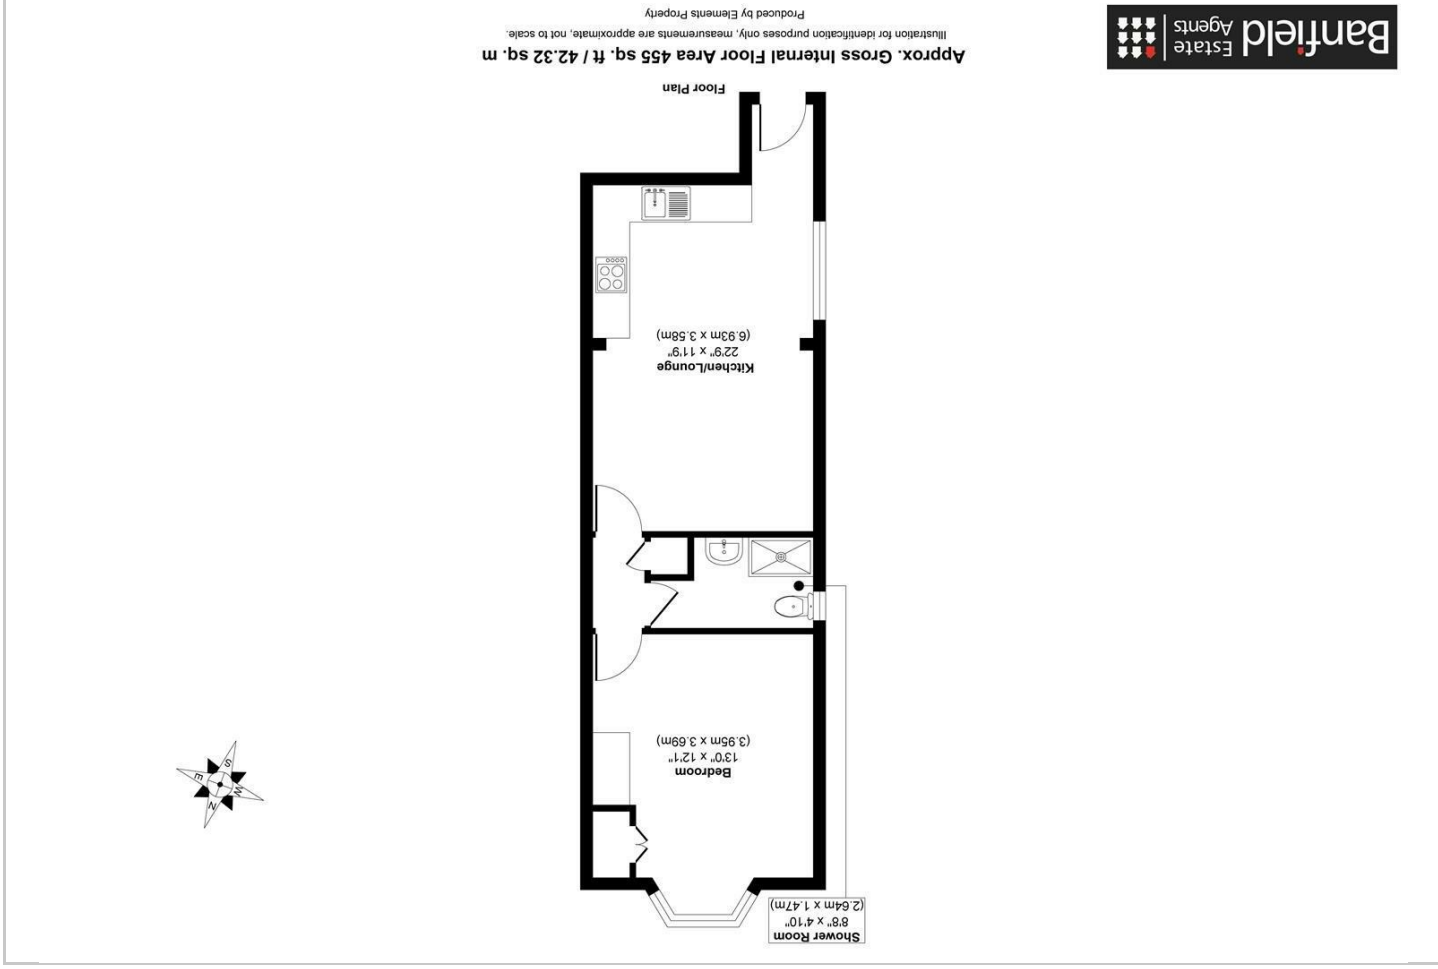 Shower Room
8'8" x 4'10"
(2.64m x 1.47m)
Bedroom
13'0" x 12'1"
(3.95m x 3.69m)
N
E
S
W
Kitchen/Lounge
22'9" x 11'9"
(6.93m x 3.58m)
Floor Plan
Approx. Gross Internal Floor Area 455 sq. ft / 42.32 sq. m
Illustration for identification purposes only, measurements are approximate, not to scale.
Produced by Elements Property
Banfield
Estate
Agents